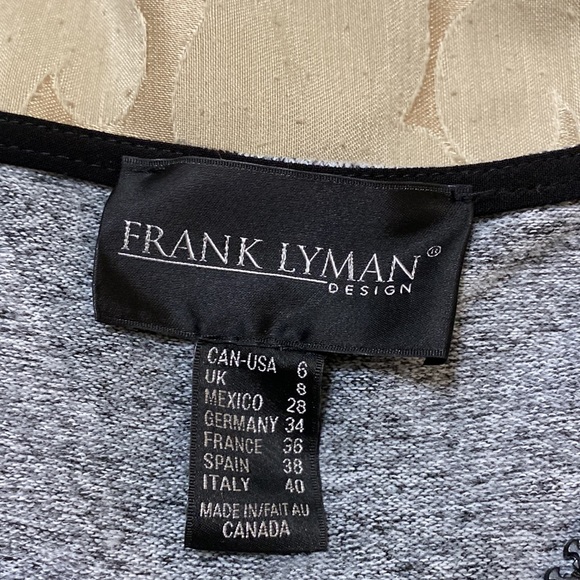 FRANK LYMAN®
DESIGN
CAN-USA 6
UK 8
MEXICO 28
GERMANY 34
FRANCE 36
SPAIN 38
ITALY 40
MADE IN/FAIT AU
CANADA